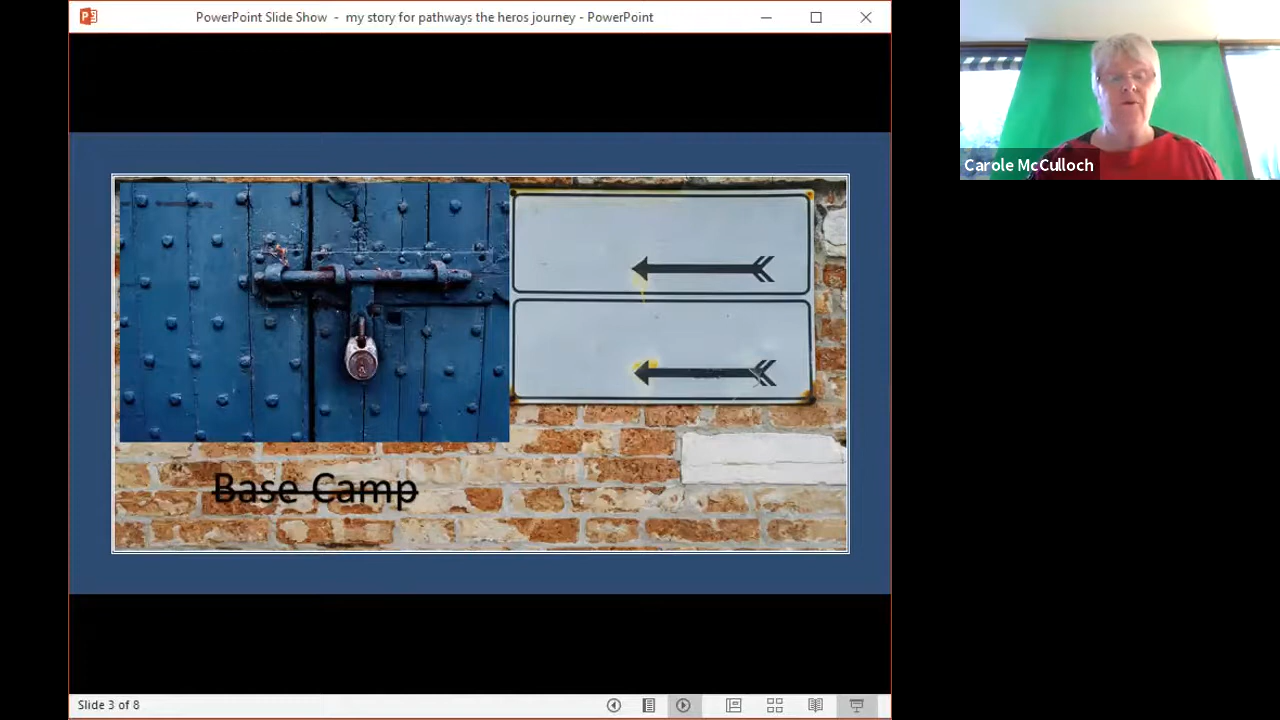 PowerPoint Slide Show - my story for pathways the heros journey - PowerPoint
Carole McCulloch
Base Camp
Slide 3 of 8